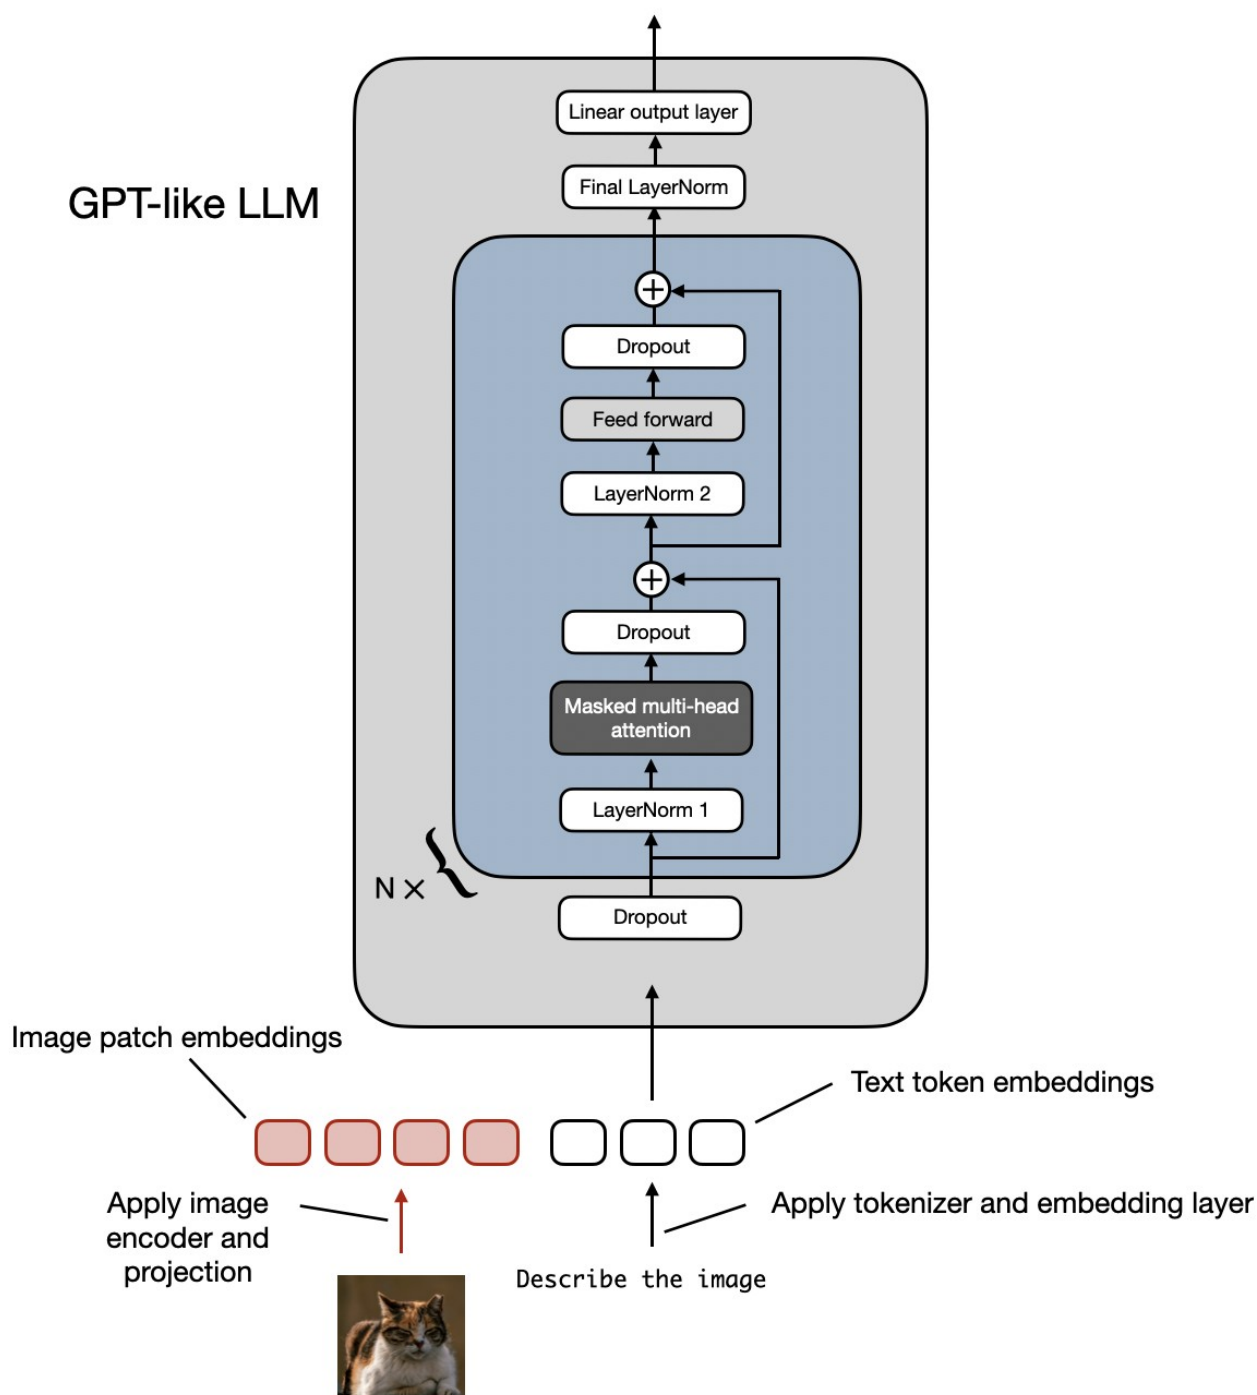 Linear output layer
GPT-like LLM
Final LayerNorm
Dropout
Feed forward
LayerNorm 2
Dropout
Masked multi-head
attention
LayerNorm 1
N ×
Dropout
Image patch embeddings
Text token embeddings
Apply image
encoder and
projection
Apply tokenizer and embedding layer
Describe the image